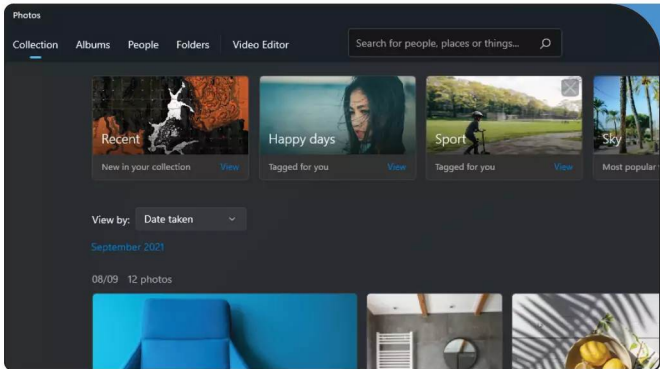 Photos
Collection Albums People Folders Video Editor
Search for people, places or things...
Recent
New in your collection View
Happy days
Tagged for you View
Sport
Tagged for you View
Sky
Most popular
View by: Date taken
September 2021
08/09 12 photos